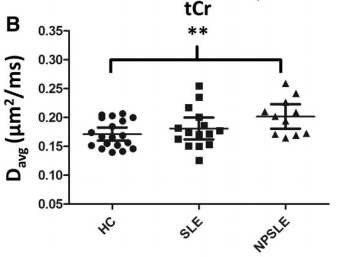 tCr
B
**
D_avg (μm²/ms)
0.35
0.30
0.25
0.20
0.15
0.10
0.05
HC
SLE
NPSLE